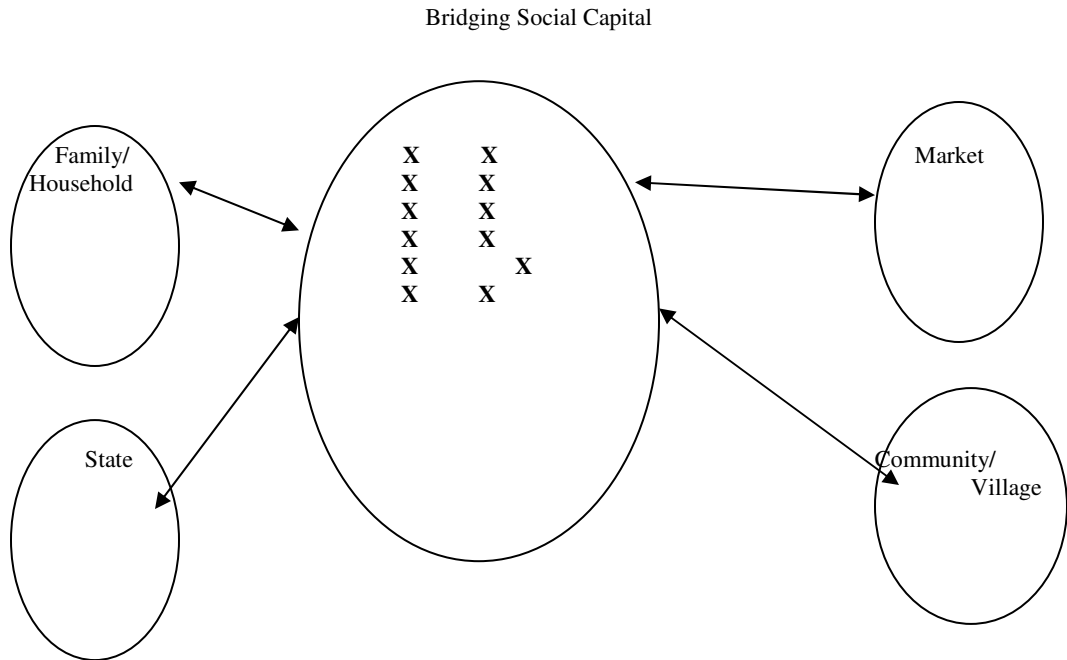 Bridging Social Capital
Family/
Household
X X
X X
X X
X X
X X
X X
Market
State
Community/
Village